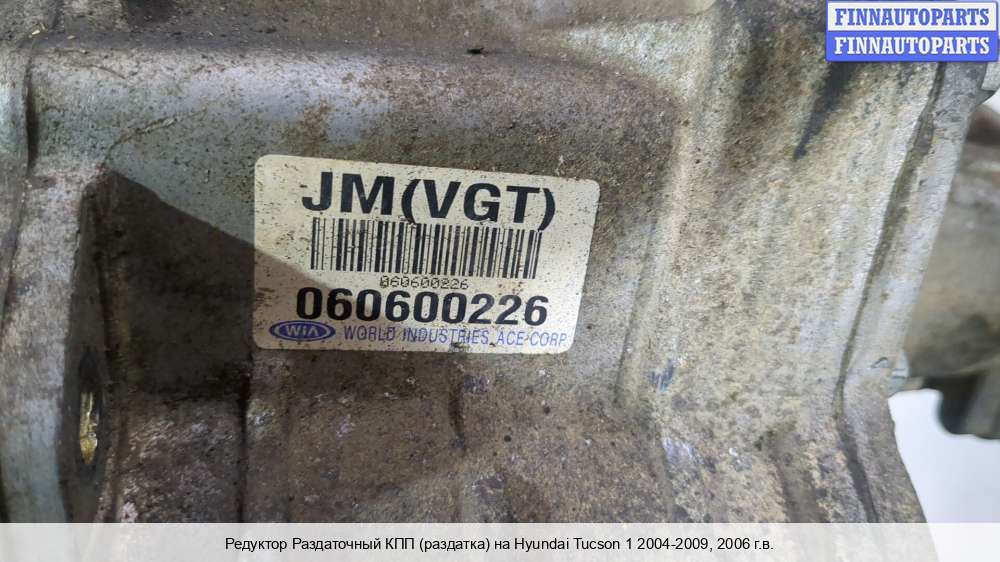 FINNAUTOPARTS
FINNAUTOPARTS
JM(VGT)
060600226
060600226
WIA WORLD INDUSTRIES ACE CORP.
Редуктор Раздаточный КПП (раздатка) на Hyundai Tucson 1 2004-2009, 2006 г.в.